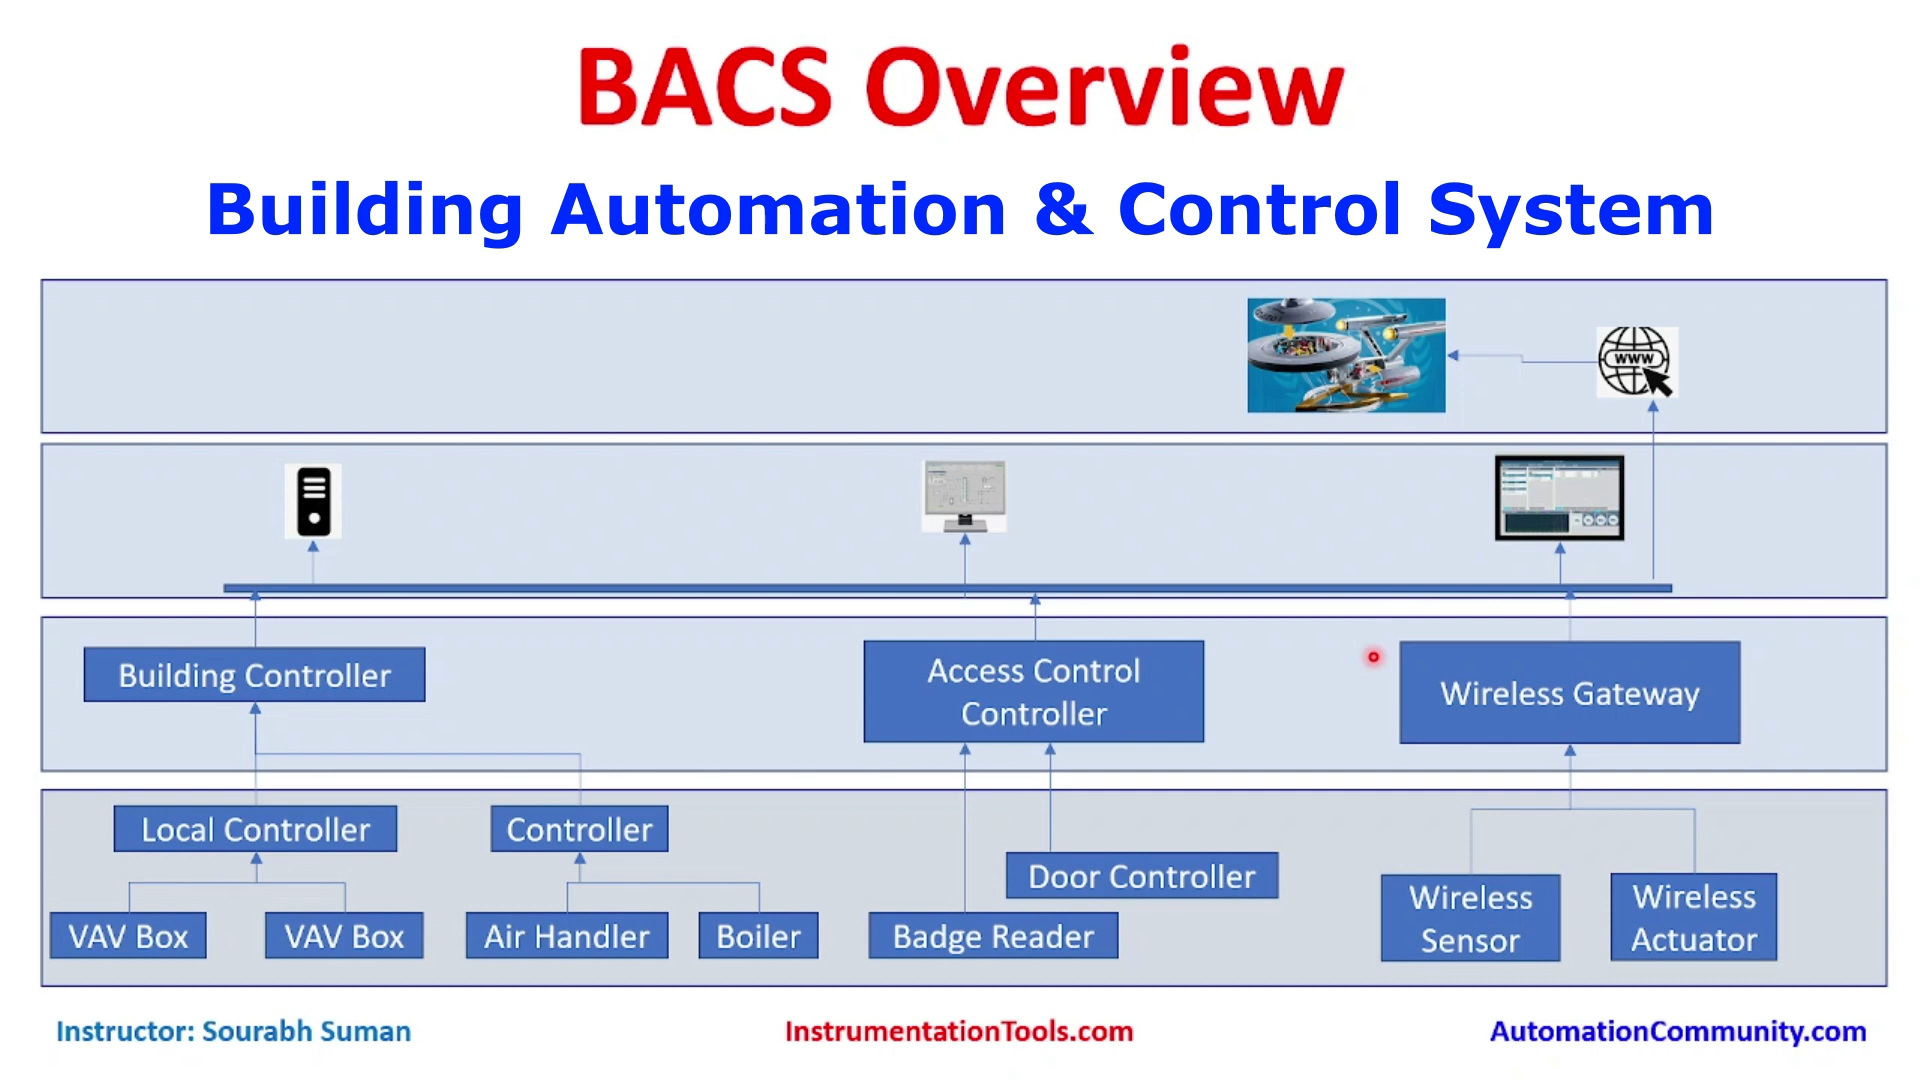 BACS Overview
Building Automation & Control System
www
Building Controller
Access Control
Controller
Wireless Gateway
Local Controller
Controller
Door Controller
VAV Box
VAV Box
Air Handler
Boiler
Badge Reader
Wireless
Sensor
Wireless
Actuator
Instructor: Sourabh Suman
InstrumentationTools.com
AutomationCommunity.com